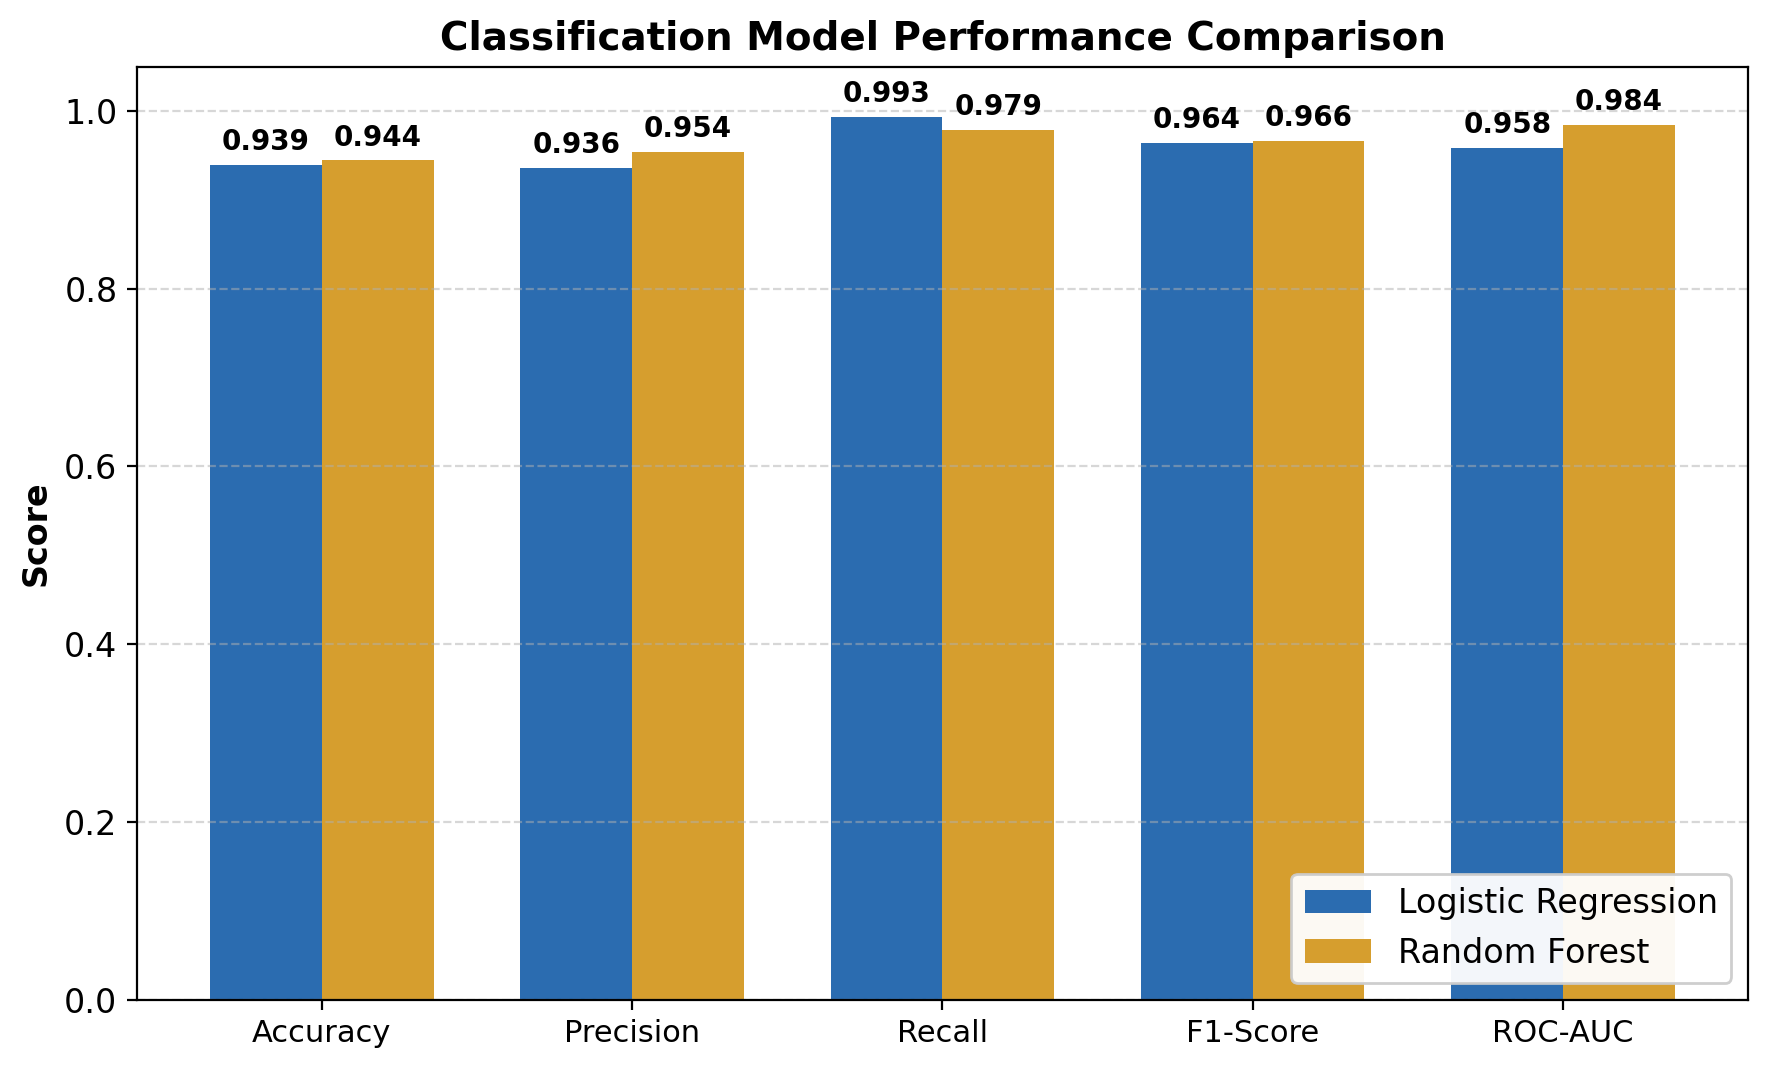 Classification Model Performance Comparison
0.993
0.979
0.984
0.939
0.944
0.936
0.954
0.964
0.966
0.958
1.0
0.8
0.6
0.4
0.2
0.0
Score
Logistic Regression
Random Forest
Accuracy
Precision
Recall
F1-Score
ROC-AUC